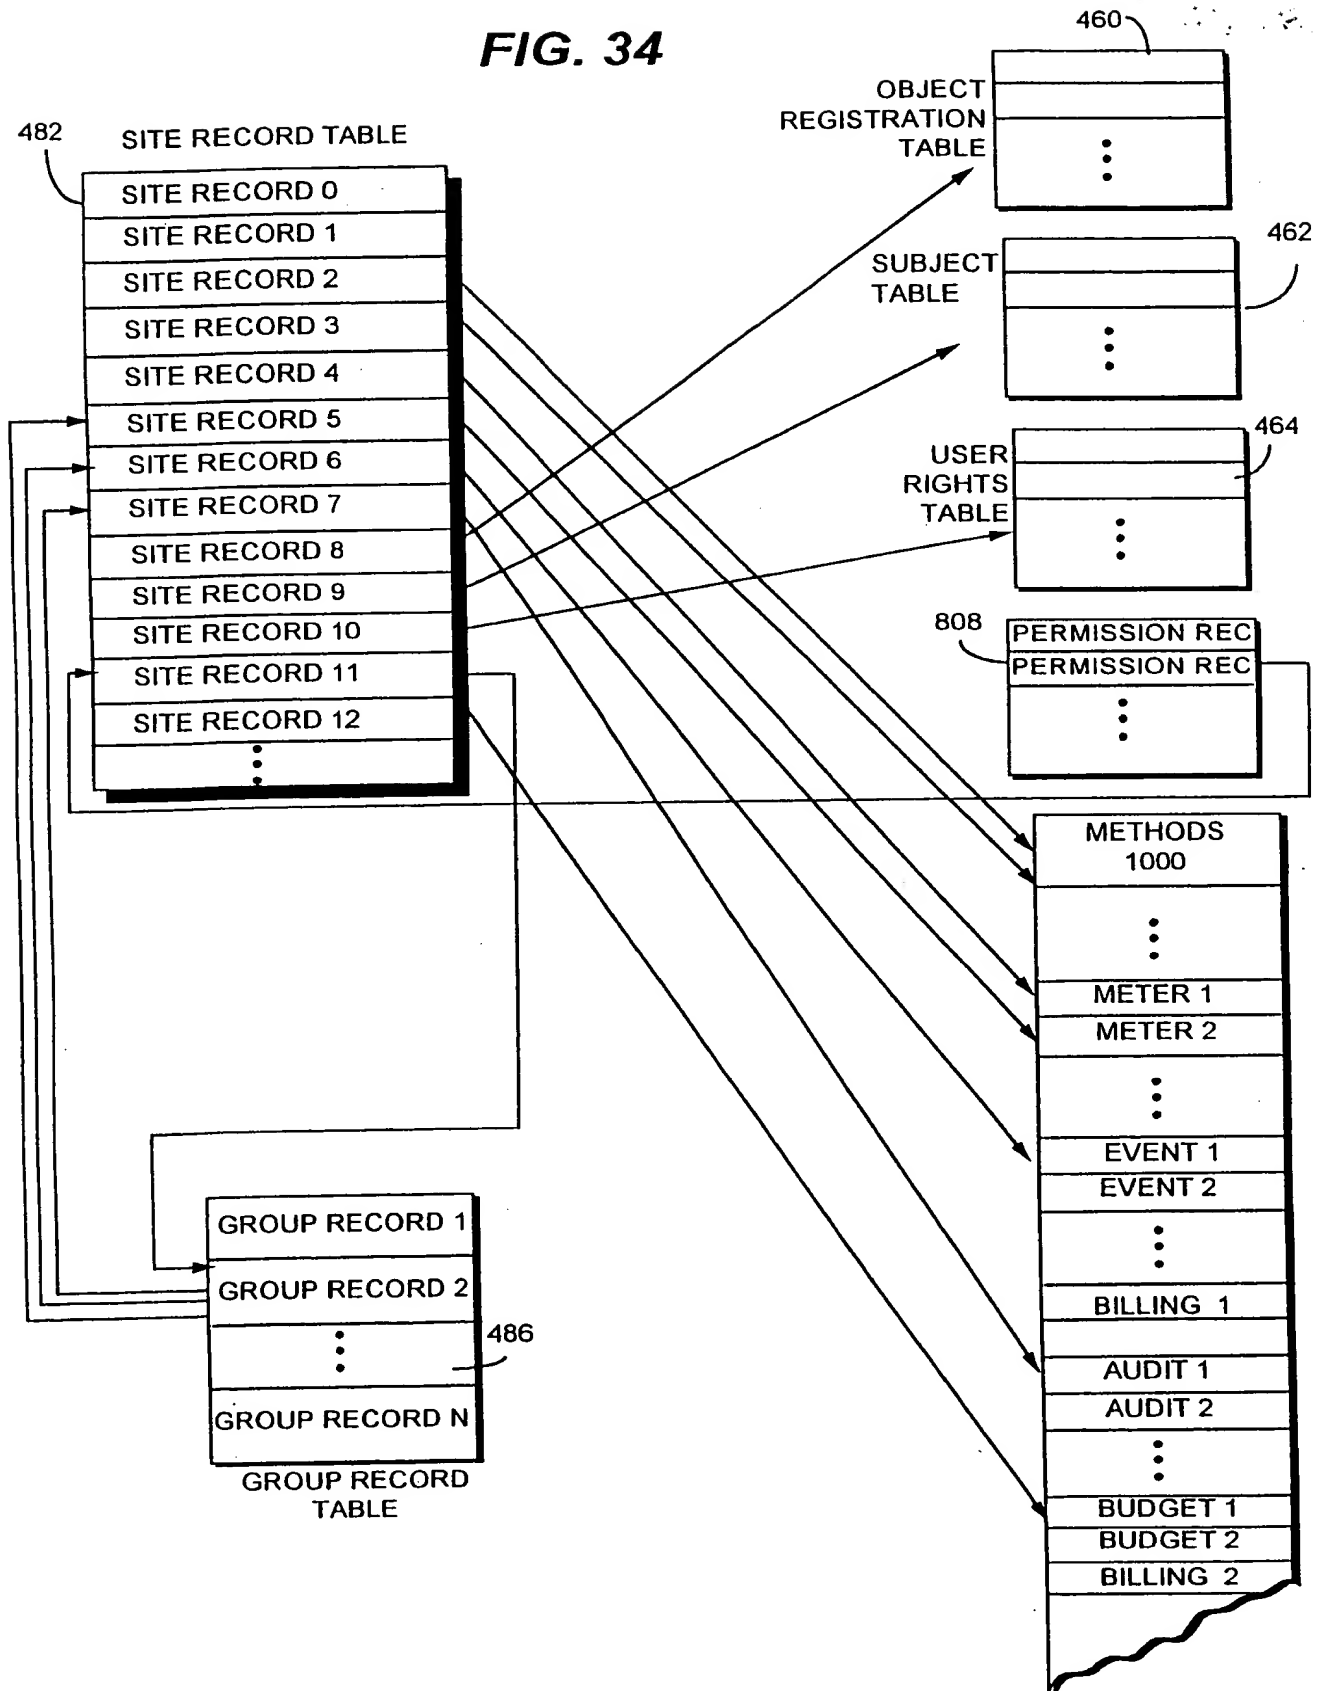 FIG. 34
460
OBJECT
REGISTRATION
TABLE
482
SITE RECORD TABLE
SITE RECORD 0
SITE RECORD 1
SITE RECORD 2
SITE RECORD 3
SITE RECORD 4
SITE RECORD 5
SITE RECORD 6
SITE RECORD 7
SITE RECORD 8
SITE RECORD 9
SITE RECORD 10
SITE RECORD 11
SITE RECORD 12
462
SUBJECT
TABLE
464
USER
RIGHTS
TABLE
808
PERMISSION REC
PERMISSION REC
METHODS
1000
METER 1
METER 2
EVENT 1
EVENT 2
BILLING 1
AUDIT 1
AUDIT 2
BUDGET 1
BUDGET 2
BILLING 2
GROUP RECORD 1
GROUP RECORD 2
486
GROUP RECORD N
GROUP RECORD
TABLE